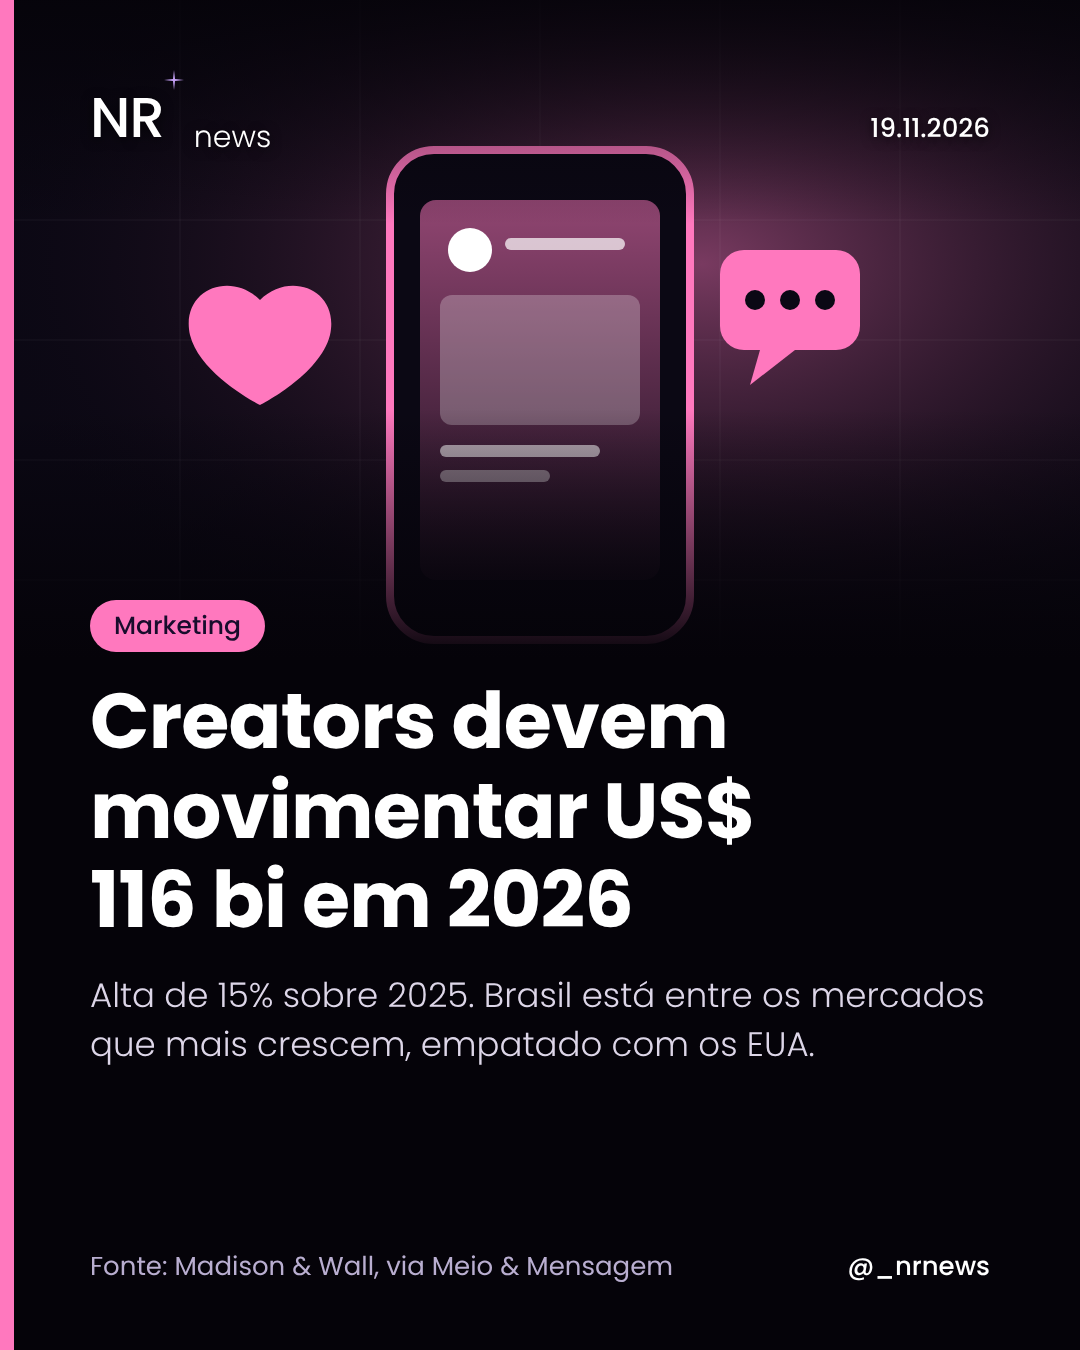 NR news
19.11.2026
Marketing
Creators devem
movimentar US$
116 bi em 2026
Alta de 15% sobre 2025. Brasil está entre os mercados
que mais crescem, empatado com os EUA.
Fonte: Madison & Wall, via Meio & Mensagem
@_nrnews